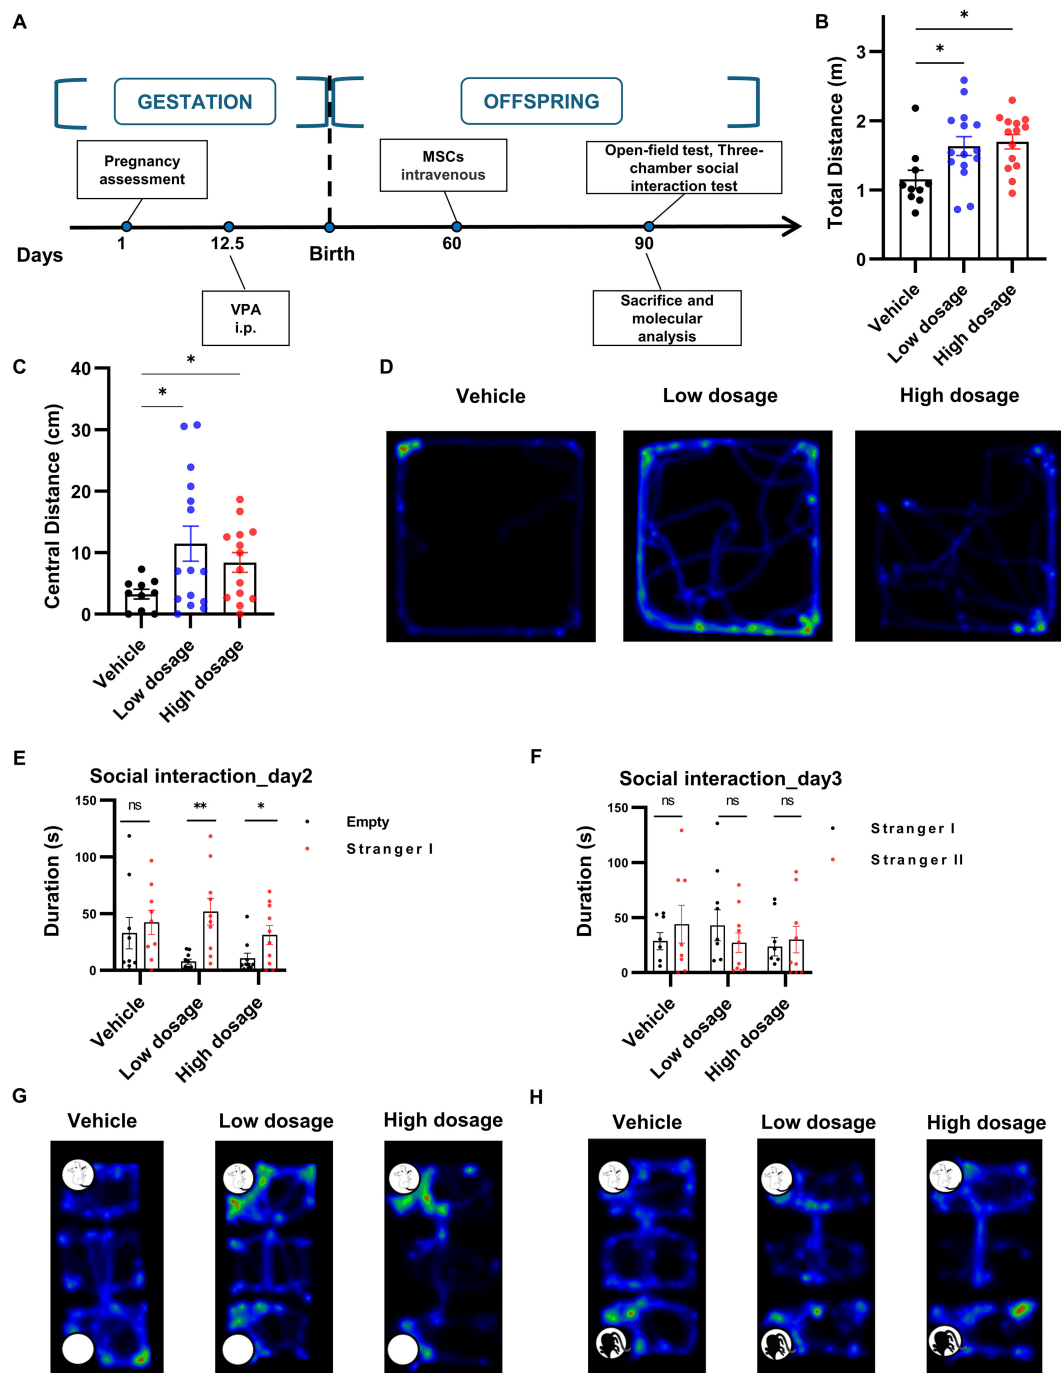 A
GESTATION
OFFSPRING
Pregnancy
assessment
MSCs
intravenous
Open-field test, Three-
chamber social
interaction test
Days
1
12.5
Birth
60
90
VPA
i.p.
Sacrifice and
molecular
analysis
B
Total Distance (m)
3
2
1
0
*
*
Vehicle
Low dosage
High dosage
C
Central Distance (cm)
40
30
20
10
0
*
*
Vehicle
Low dosage
High dosage
D
Vehicle
Low dosage
High dosage
E
Social interaction_day2
Duration (s)
150
100
50
0
ns
**
*
Empty
Stranger I
Vehicle
Low dosage
High dosage
F
Social interaction_day3
Duration (s)
150
100
50
0
ns
ns
ns
Stranger I
Stranger II
Vehicle
Low dosage
High dosage
G
Vehicle
Low dosage
High dosage
H
Vehicle
Low dosage
High dosage